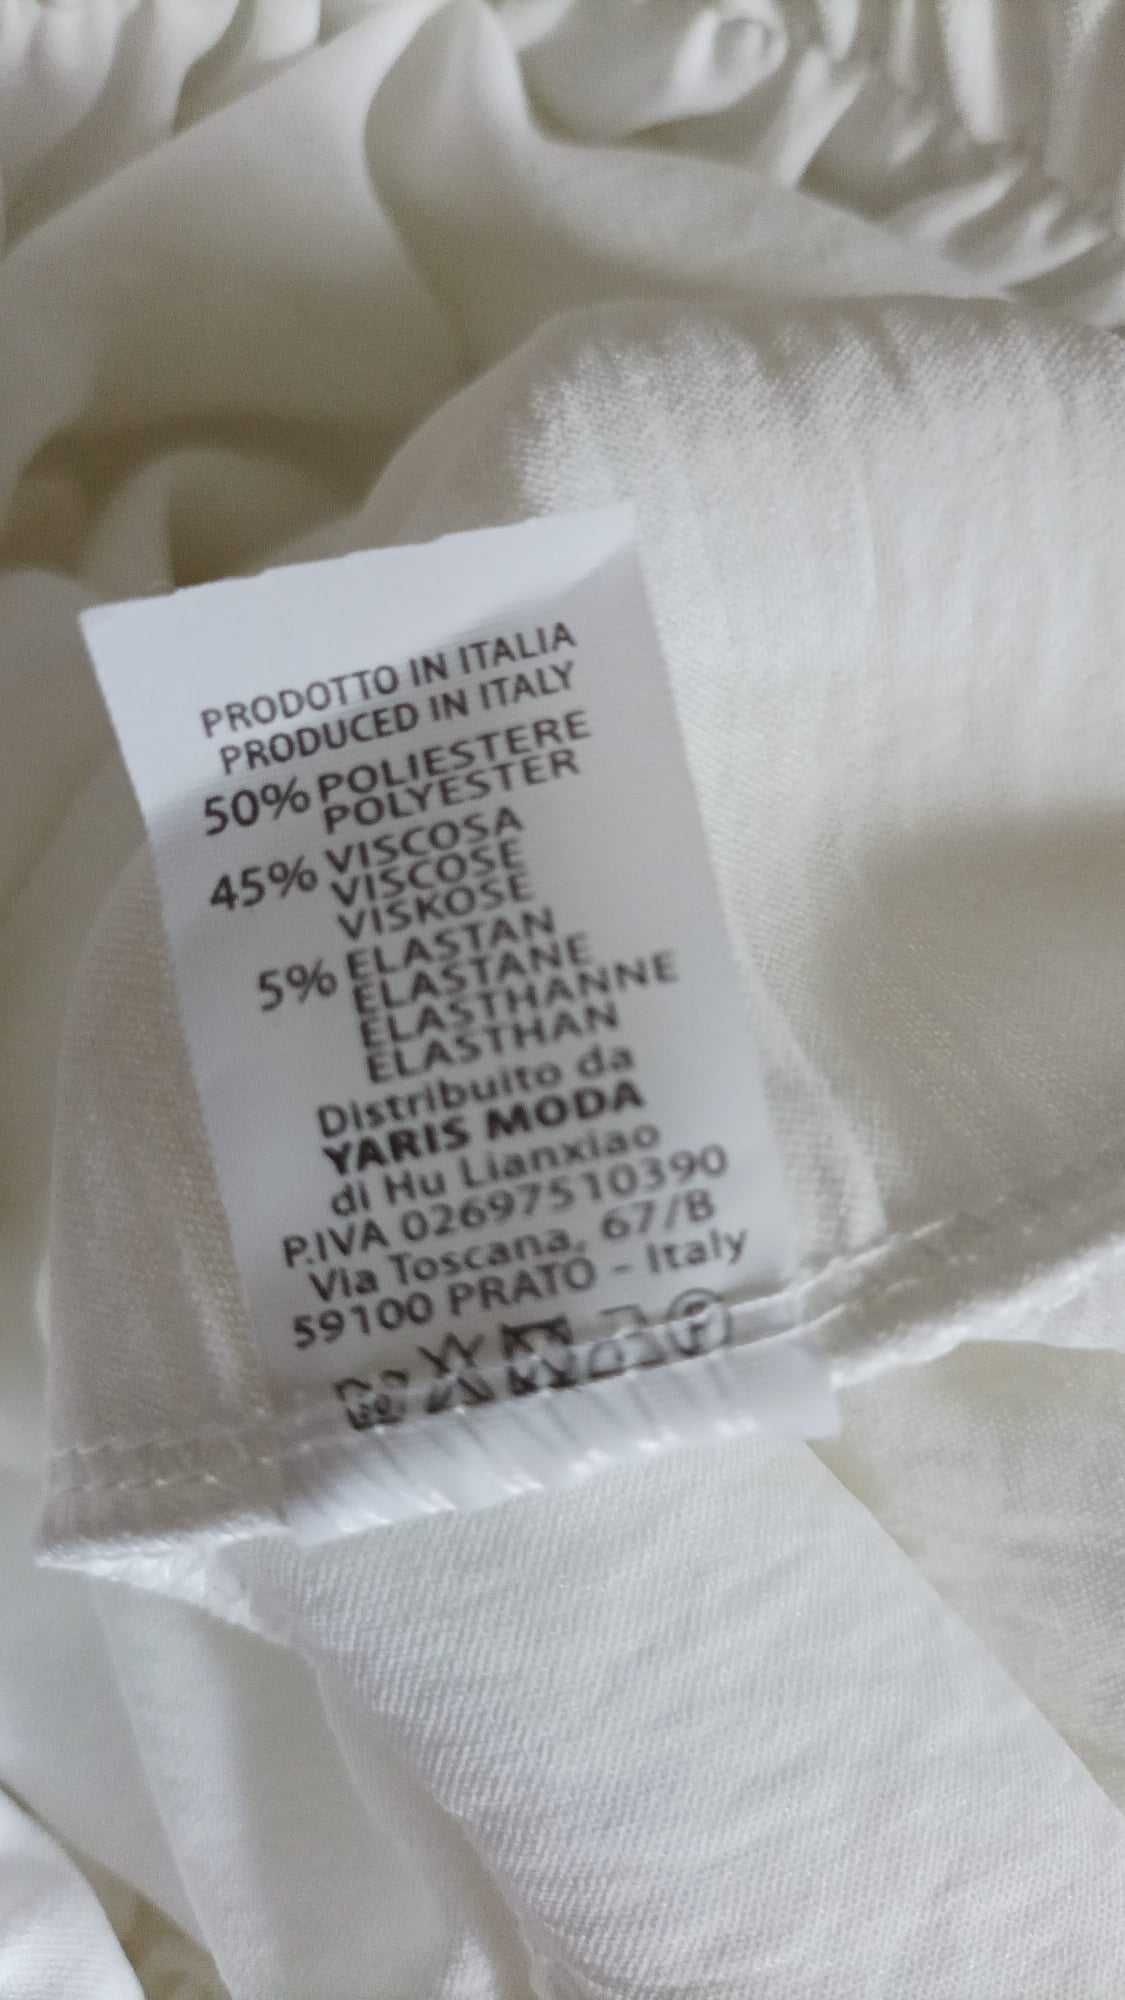 PRODOTTO IN ITALIA
PRODUCED IN ITALY
50% POLIESTERE
POLYESTER
45% VISCOSA
VISCOSE
VISKOSE
5% ELASTAN
ELASTANE
ELASTHANNE
ELASTHAN
Distribuito da
YARIS MODA
di Hu Lianxiao
P.IVA 02697510390
Via Toscana, 67/B
59100 PRATO - Italy